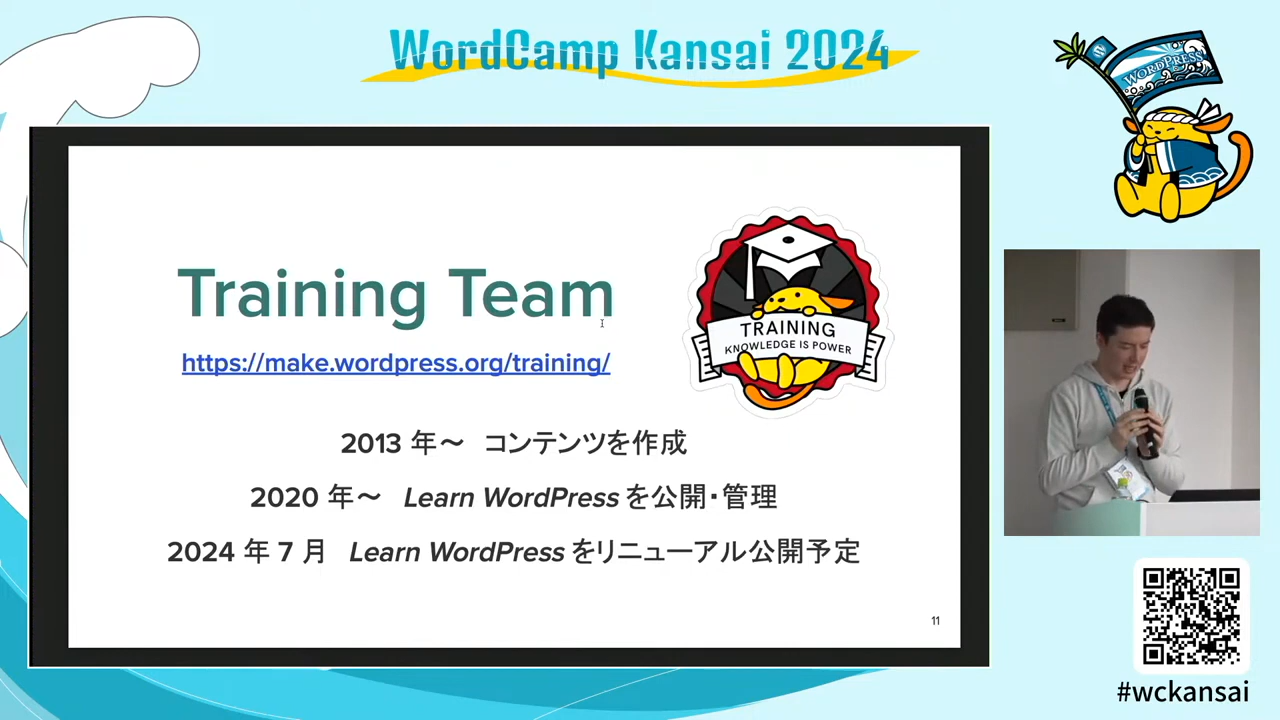 WordCamp Kansai 2024
WORDPRESS
Training Team
https://make.wordpress.org/training/
TRAINING
KNOWLEDGE IS POWER
2013 年〜 コンテンツを作成
2020 年〜 Learn WordPress を公開・管理
2024 年 7 月 Learn WordPress をリニューアル公開予定
11
#wckansai